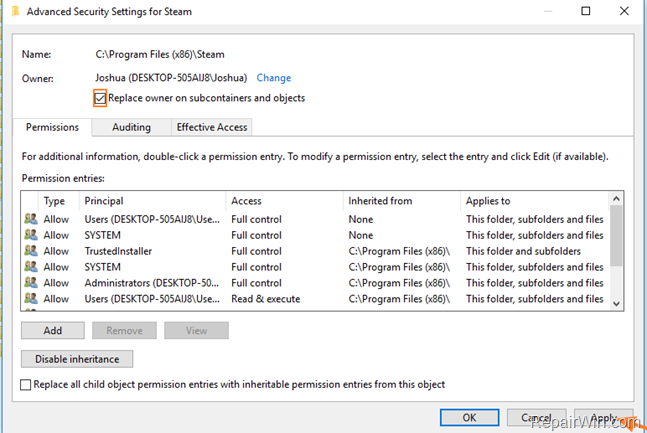 Advanced Security Settings for Steam
Name: C:\Program Files (x86)\Steam
Owner: Joshua (DESKTOP-505AIJ8\Joshua) Change
Replace owner on subcontainers and objects
Permissions Auditing Effective Access
For additional information, double-click a permission entry. To modify a permission entry, select the entry and click Edit (if available).
Permission entries:
Type Principal Access Inherited from Applies to
Allow Users (DESKTOP-505AIJ8\Use... Full control None This folder, subfolders and files
Allow SYSTEM Full control None This folder, subfolders and files
Allow TrustedInstaller Full control C:\Program Files (x86)\ This folder and subfolders
Allow SYSTEM Full control C:\Program Files (x86)\ This folder, subfolders and files
Allow Administrators (DESKTOP-50... Full control C:\Program Files (x86)\ This folder, subfolders and files
Allow Users (DESKTOP-505AIJ8\Use... Read & execute C:\Program Files (x86)\ This folder, subfolders and files
Add Remove View
Disable inheritance
Replace all child object permission entries with inheritable permission entries from this object
OK Cancel Apply
RepairWin.com